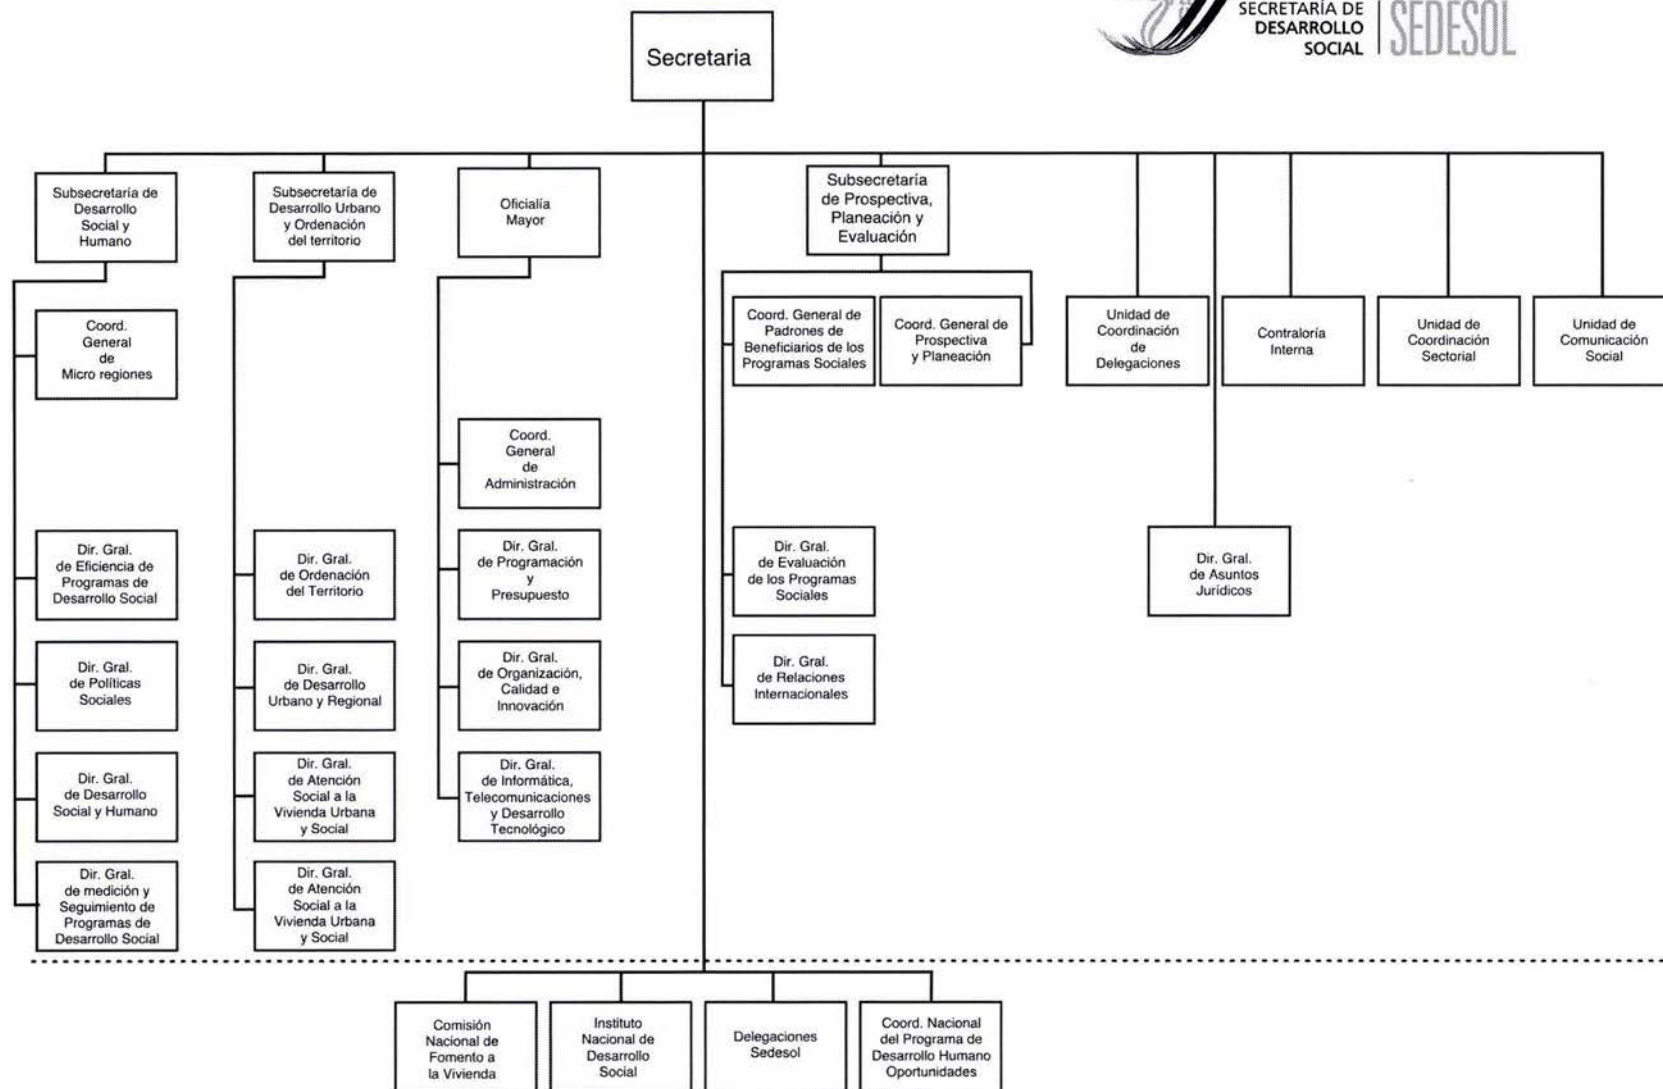 SECRETARÍA DE
DESARROLLO
SOCIAL
SEDESOL
Secretaria
Subsecretaría de
Desarrollo
Social y
Humano
Subsecretaría de
Desarrollo Urbano
y Ordenación
del territorio
Oficialía
Mayor
Subsecretaría
de Prospectiva,
Planeación y
Evaluación
Coord.
General
de
Micro regiones
Coord. General de
Padrones de
Beneficiarios de los
Programas Sociales
Coord. General de
Prospectiva
y Planeación
Unidad de
Coordinación
de
Delegaciones
Contraloría
Interna
Unidad de
Coordinación
Sectorial
Unidad de
Comunicación
Social
Coord.
General
de
Administración
Dir. Gral.
de Eficiencia de
Programas de
Desarrollo Social
Dir. Gral.
de Ordenación
del Territorio
Dir. Gral.
de Programación
y
Presupuesto
Dir. Gral.
de Evaluación
de los Programas
Sociales
Dir. Gral.
de Asuntos
Jurídicos
Dir. Gral.
de Políticas
Sociales
Dir. Gral.
de Desarrollo
Urbano y Regional
Dir. Gral.
de Organización,
Calidad e
Innovación
Dir. Gral.
de Relaciones
Internacionales
Dir. Gral.
de Desarrollo
Social y Humano
Dir. Gral.
de Atención
Social a la
Vivienda Urbana
y Social
Dir. Gral.
de Informática,
Telecomunicaciones
y Desarrollo
Tecnológico
Dir. Gral.
de medición y
Seguimiento de
Programas de
Desarrollo Social
Dir. Gral.
de Atención
Social a la
Vivienda Urbana
y Social
Comisión
Nacional de
Fomento a
la Vivienda
Instituto
Nacional de
Desarrollo
Social
Delegaciones
Sedesol
Coord. Nacional
del Programa de
Desarrollo Humano
Oportunidades